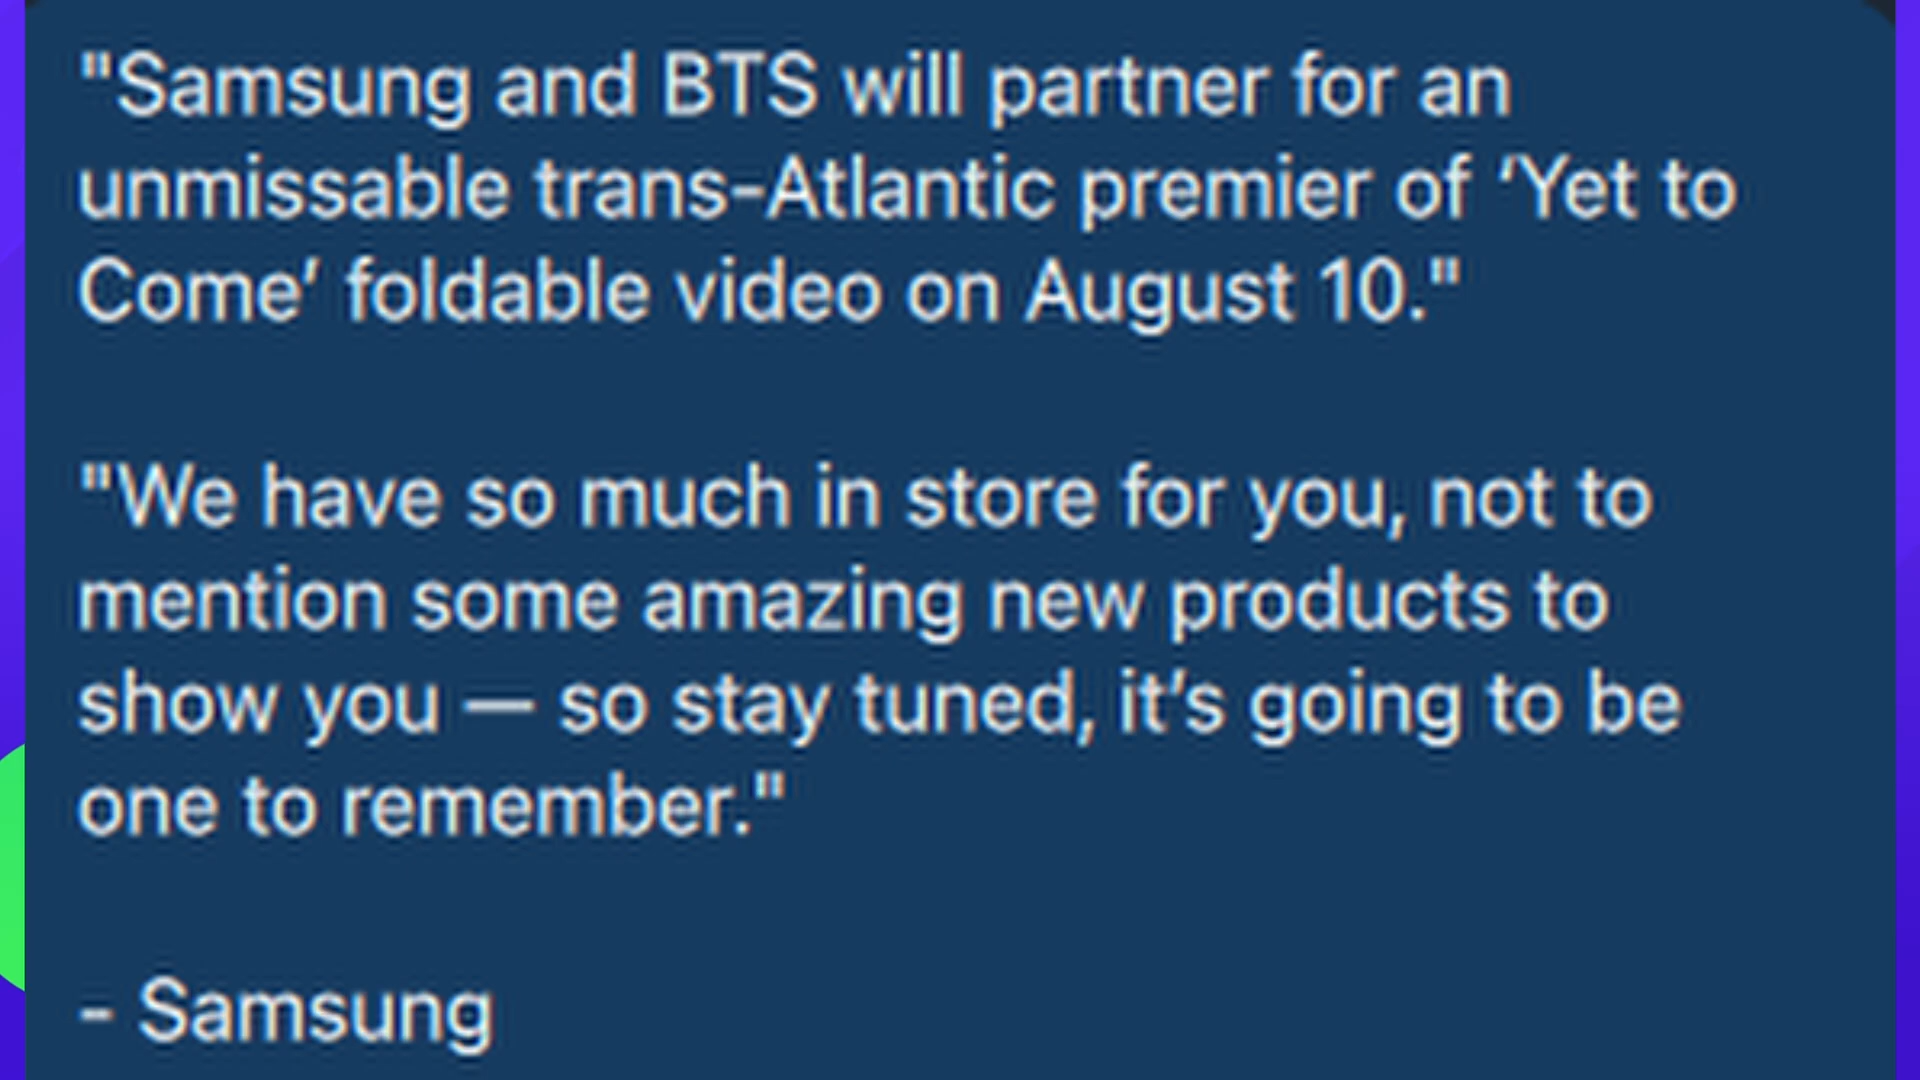 "Samsung and BTS will partner for an
unmissable trans-Atlantic premier of ‘Yet to
Come’ foldable video on August 10."
"We have so much in store for you, not to
mention some amazing new products to
show you — so stay tuned, it’s going to be
one to remember."
- Samsung